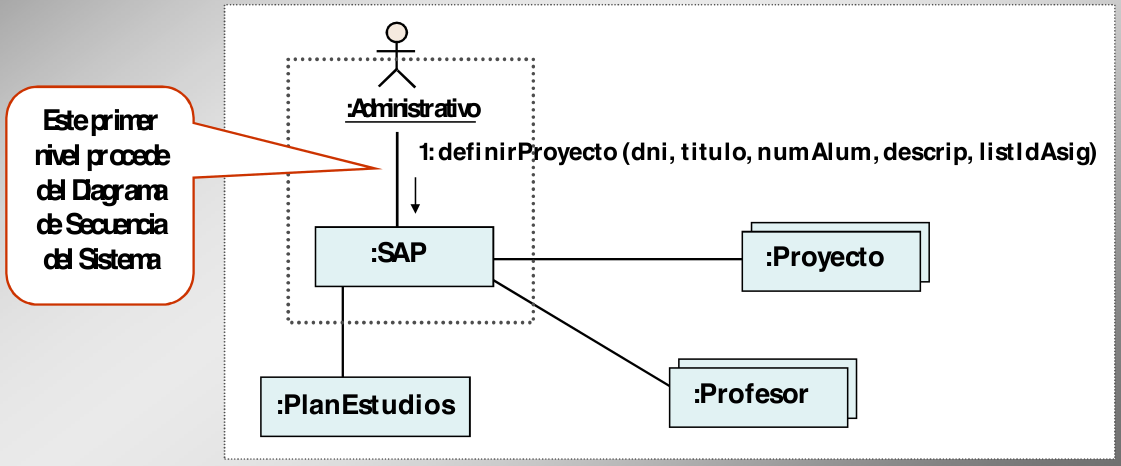 Este primer
nivel procede
del Diagrama
de Secuencia
del Sistema
:Administrativo
1: definirProyecto (dni, titulo, numAlum, descrip, listIdAsig)
:SAP
:Proyecto
:PlanEstudios
:Profesor